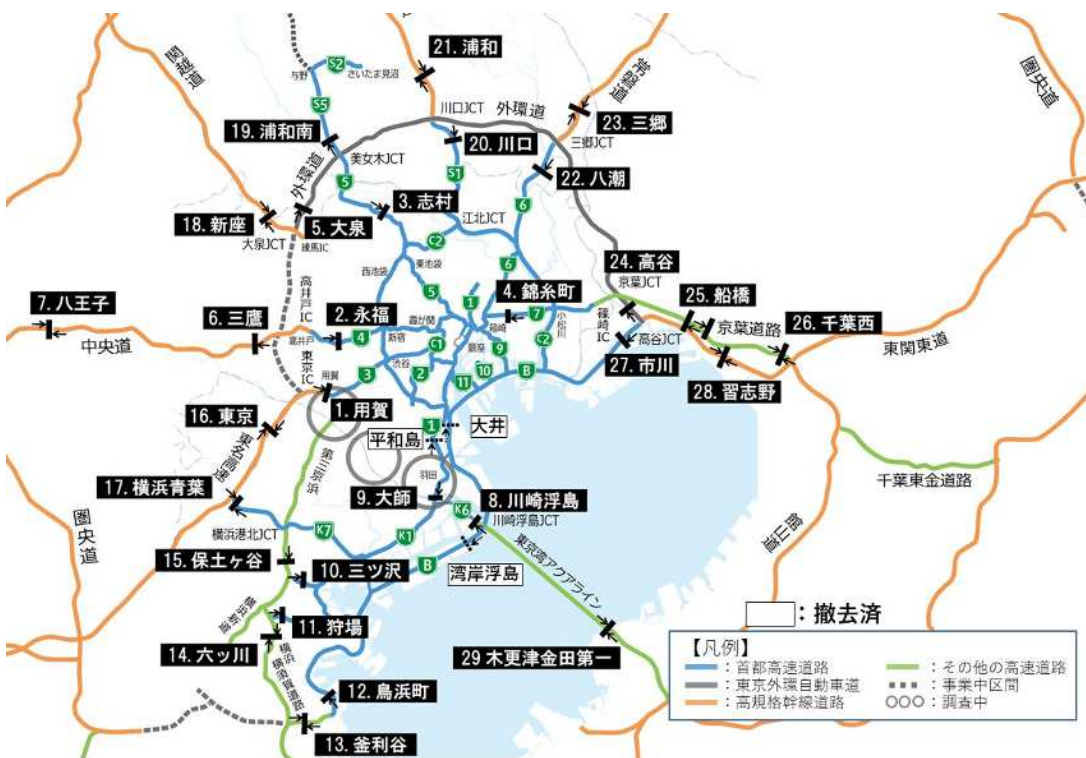 21. 浦和
関越道
S2
与野
さいたま見沼
常磐道
圏央道
S5
川口JCT
外環道
23. 三郷
19. 浦和南
三郷JCT
美女木JCT
20. 川口
外環道
S1
22. 八潮
5
6
3. 志村
18. 新座
5. 大泉
江北JCT
大泉JCT
練馬IC
C2
24. 高谷
京葉JCT
東池袋
西池袋
6
25. 船橋
7. 八王子
高井戸IC
5
1
4. 錦糸町
京葉道路
6. 三鷹
2. 永福
霞が関
箱崎
7
小松川
篠崎IC
26. 千葉西
中央道
高井戸
4
新宿
C1
銀座
9
C2
高谷JCT
東関東道
東京IC
渋谷
27. 市川
用賀
3
2
10
B
11
28. 習志野
16. 東京
1. 用賀
1
大井
東名高速
平和島
第三京浜
羽田
千葉東金道路
17. 横浜青葉
9. 大師
8. 川崎浮島
K6
川崎浮島JCT
館山道
圏央道
横浜港北JCT
K7
K1
東京湾アクアライン
15. 保土ヶ谷
10. 三ツ沢
B
湾岸浮島
横浜新道
11. 狩場
：撤去済
14. 六ッ川
横浜横須賀道路
29 木更津金田第一
【凡例】
：首都高速道路
：その他の高速道路
：東京外環自動車道
：事業中区間
：高規格幹線道路
：調査中
12. 鳥浜町
13. 釜利谷